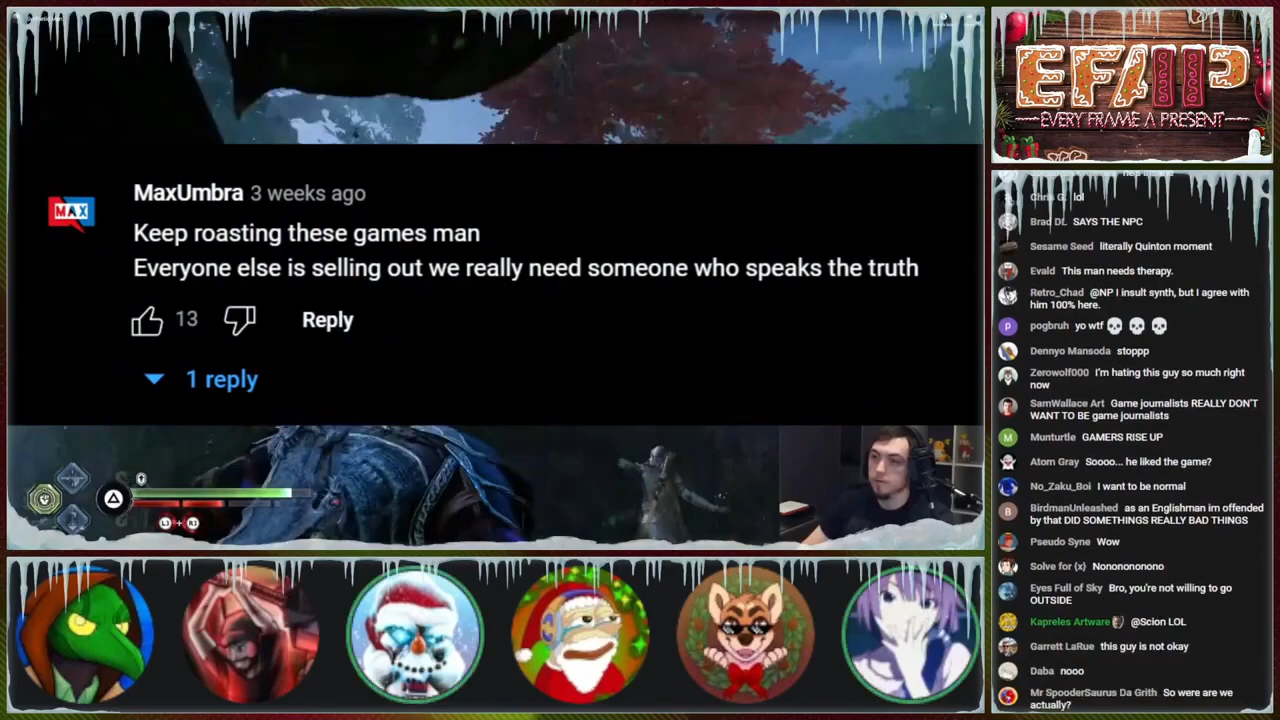 MaxUmbra 3 weeks ago
MAX
Keep roasting these games man
Everyone else is selling out we really need someone who speaks the truth
13
Reply
1 reply
L3 + R3
EFAP
EVERY FRAME A PRESENT
Chris G. lol
Brad DL SAYS THE NPC
Sesame Seed literally Quinton moment
Evald This man needs therapy.
Retro_Chad @NP I insult synth, but I agree with
him 100% here.
P
pogbruh yo wtf 💀 💀 💀
Dennyo Mansoda stoppp
Zerowolf000 I'm hating this guy so much right
now
SamWallace Art Game journalists REALLY DON'T
WANT TO BE game journalists
M
Munturtle GAMERS RISE UP
Atom Gray Soooo... he liked the game?
No_Zaku_Boi I want to be normal
B
BirdmanUnleashed as an Englishman im offended
by that DID SOMETHINGS REALLY BAD THINGS
Pseudo Syne Wow
Solve for {x} Nonononononono
Eyes Full of Sky Bro, you're not willing to go
OUTSIDE
Kapreles Artware @Scion LOL
Garrett LaRue this guy is not okay
Daba nooo
Mr SpooderSaurus Da Grith So were are we
actually?